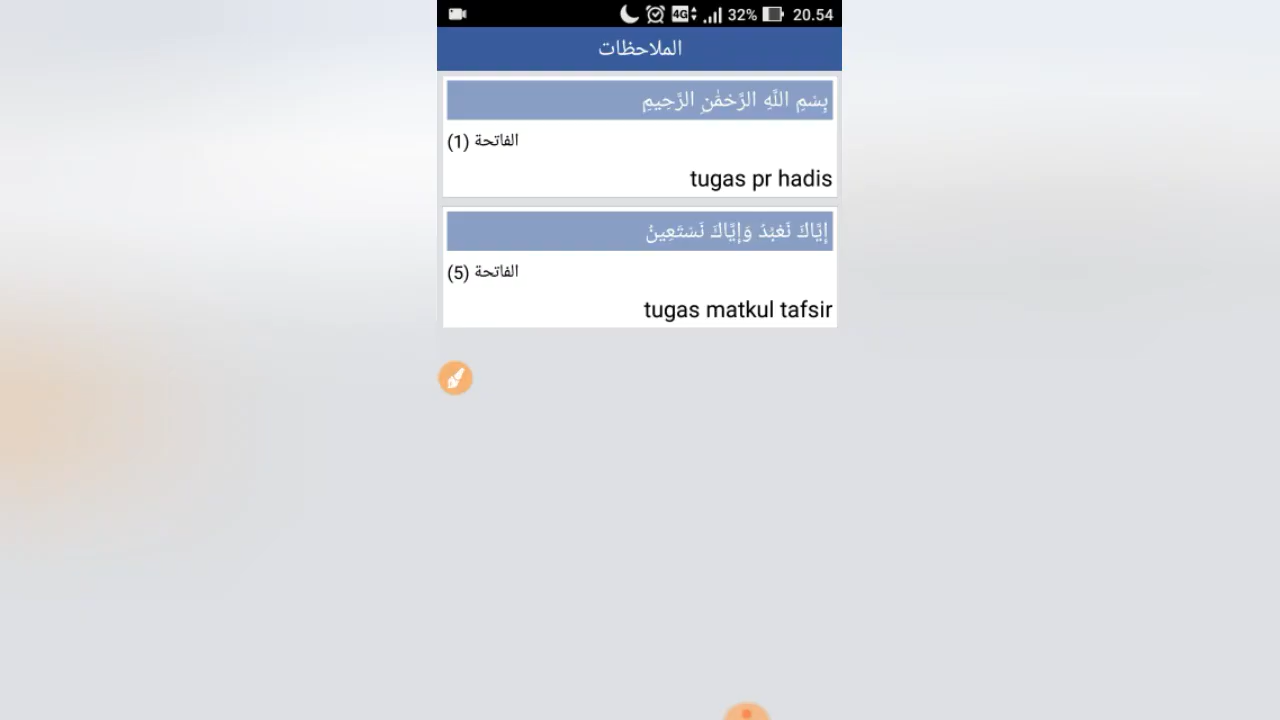 4G 32% 20.54
الملاحظات
بِسْمِ اللَّهِ الرَّحْمَٰنِ الرَّحِيمِ
الفاتحة (1)
tugas pr hadis
إِيَّاكَ نَعْبُدُ وَإِيَّاكَ نَسْتَعِينُ
الفاتحة (5)
tugas matkul tafsir